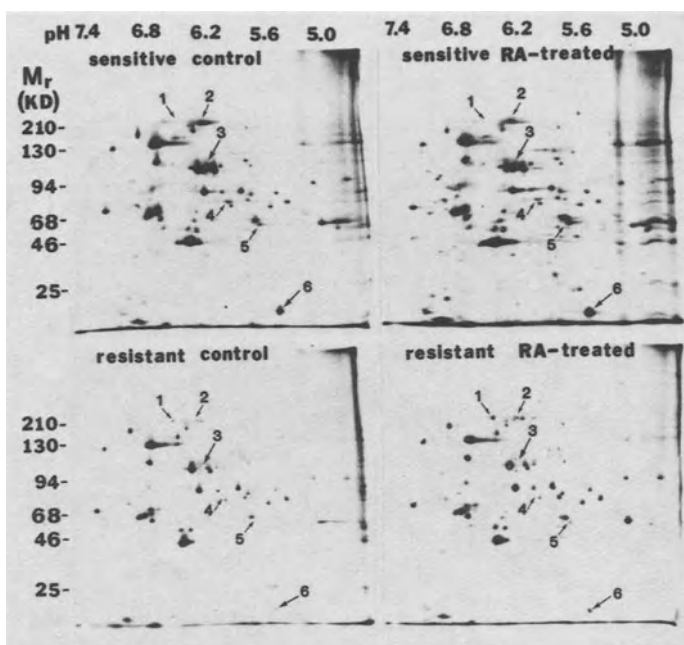 pH 7.4 6.8 6.2 5.6 5.0 7.4 6.8 6.2 5.6 5.0
sensitive control sensitive RA-treated
Mr
(KD)
1 2 1 2
210-
130-
3 3
94-
4 4
68-
5 5
46-
25-
6 6
resistant control resistant RA-treated
1 2 1 2
210-
130-
3 3
94-
4 4
68-
5 5
46-
25-
6 6